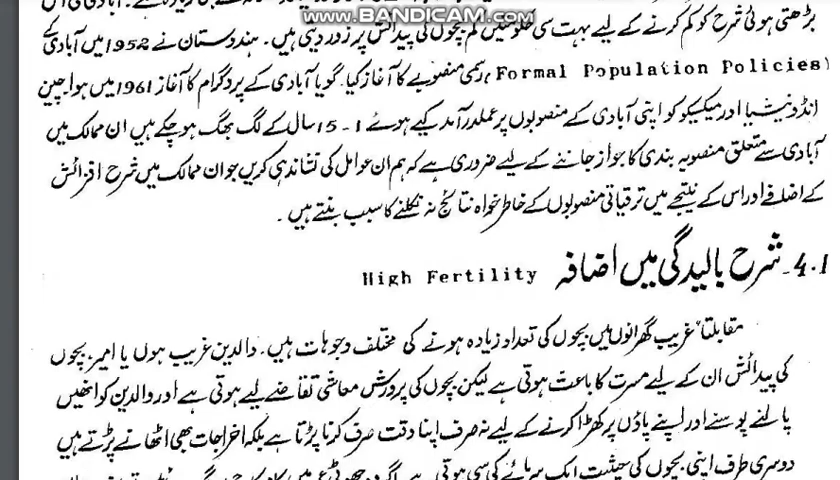 WWW.BANDICAM.COM
بڑھتی ہوئی شرح کو کم کرنے کے لیے بہت سی حکومتیں کم بچوں کی پیدائش پر زور دیتی ہیں۔ ہندوستان نے 1952 میں آبادی کے
(Formal Population Policies) رسمی منصوبے کا آغاز کیا۔ گویا آبادی کے پروگرام کا آغاز 1961 میں ہوا۔ چین
انڈونیشیا اور میکسیکو کو اپنی آبادی کے منصوبوں پر عملدرآمد کیے ہوئے 1-15 سال کے لگ بھگ ہو چکے ہیں ان ممالک میں
آبادی سے متعلق منصوبہ بندی کا جواز جاننے کے لیے ضروری ہے کہ ہم ان عوامل کی نشاندہی کریں جو ان ممالک میں شرح افزائش
کے اضافے اور اس کے نتیجے میں ترقیاتی منصوبوں کے خاطر خواہ نتائج نہ نکلنے کا سبب بنتے ہیں۔
4.1۔ شرح بالیدگی میں اضافہ High Fertility
مقابلتاً غریب گھرانوں میں بچوں کی تعداد زیادہ ہونے کی مختلف وجوہات ہیں۔ والدین غریب ہوں یا امیر، بچوں
کی پیدائش ان کے لیے مسرت کا باعث ہوتی ہے لیکن بچوں کی پرورش معاشی تقاضے لیے ہوتی ہے اور والدین کو انھیں
پالنے پوسنے اور اپنے پاؤں پر کھڑا کرنے کے لیے نہ صرف اپنا وقت صرف کرنا پڑتا ہے بلکہ اخراجات بھی اٹھانے پڑتے ہیں
دوسری طرف اپنی بچوں کی حیثیت ایک سرمائے کی سی ہوتی ہے